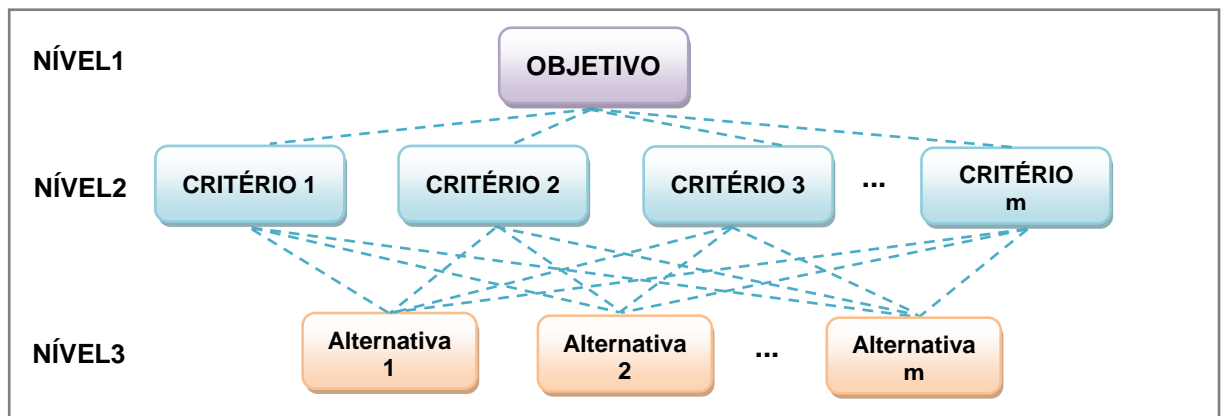 NÍVEL1
OBJETIVO
NÍVEL2
CRITÉRIO 1
CRITÉRIO 2
CRITÉRIO 3
...
CRITÉRIO
m
NÍVEL3
Alternativa
1
Alternativa
2
...
Alternativa
m